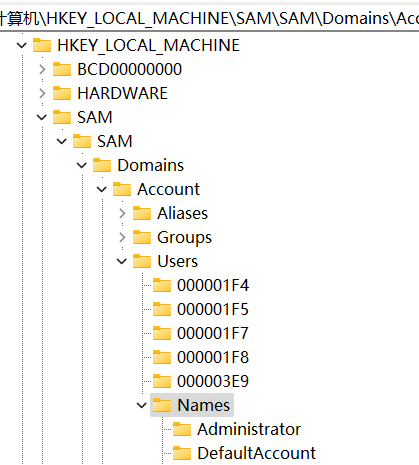 计算机\HKEY_LOCAL_MACHINE\SAM\SAM\Domains\Acc
HKEY_LOCAL_MACHINE
BCD00000000
HARDWARE
SAM
SAM
Domains
Account
Aliases
Groups
Users
000001F4
000001F5
000001F7
000001F8
000003E9
Names
Administrator
DefaultAccount